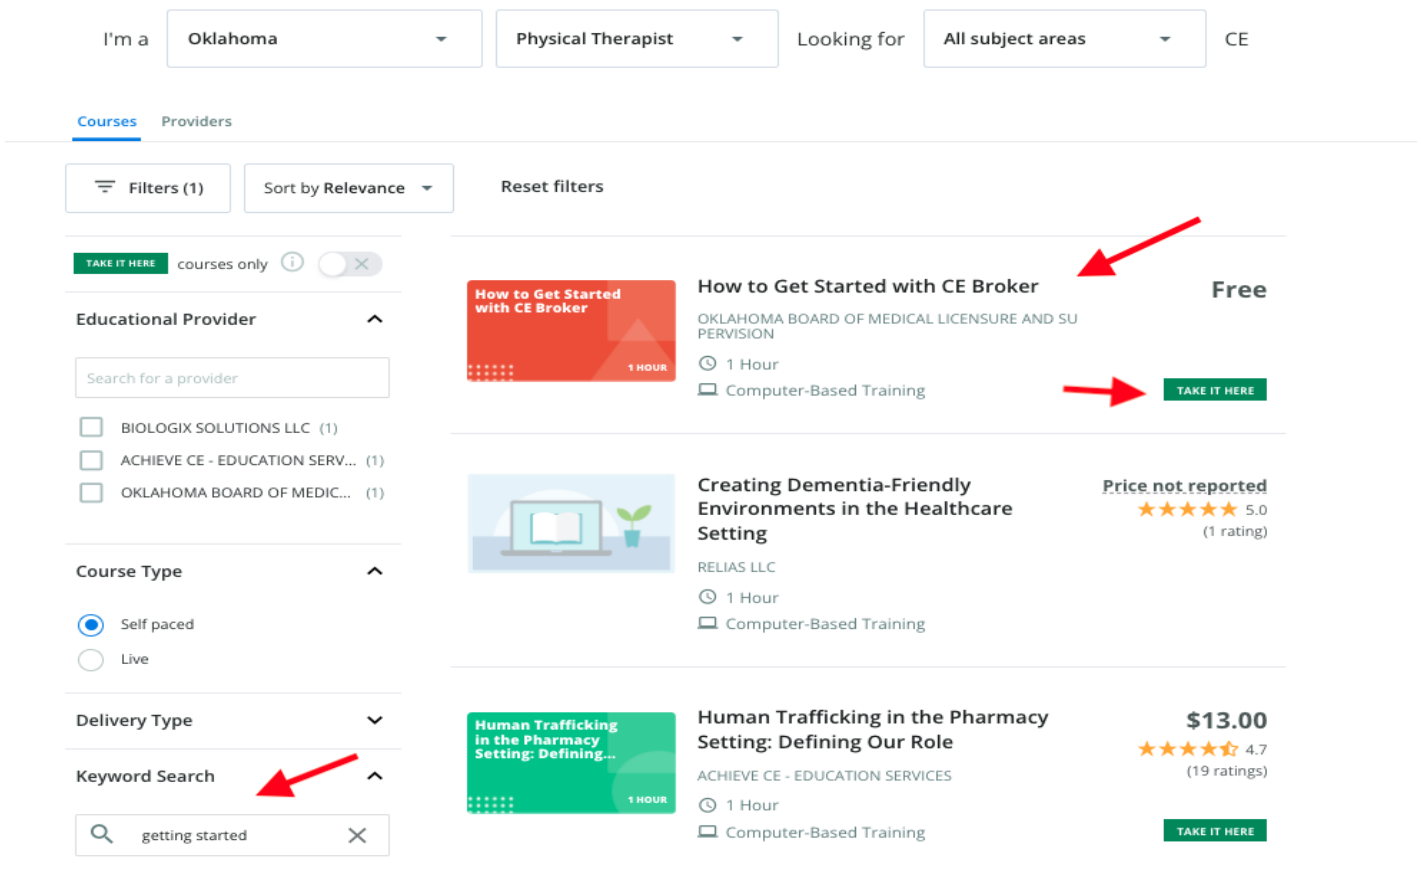 I'm a Oklahoma Physical Therapist Looking for All subject areas CE
Courses Providers
Filters (1) Sort by Relevance Reset filters
TAKE IT HERE courses only
Educational Provider
Search for a provider
BIOLOGIX SOLUTIONS LLC (1)
ACHIEVE CE - EDUCATION SERV... (1)
OKLAHOMA BOARD OF MEDIC... (1)
Course Type
Self paced
Live
Delivery Type
Keyword Search
getting started
How to Get Started
with CE Broker
1 HOUR
How to Get Started with CE Broker
OKLAHOMA BOARD OF MEDICAL LICENSURE AND SU
PERVISION
1 Hour
Computer-Based Training
Free
TAKE IT HERE
Creating Dementia-Friendly
Environments in the Healthcare
Setting
RELIAS LLC
1 Hour
Computer-Based Training
Price not reported
5.0
(1 rating)
Human Trafficking
in the Pharmacy
Setting: Defining...
1 HOUR
Human Trafficking in the Pharmacy
Setting: Defining Our Role
ACHIEVE CE - EDUCATION SERVICES
1 Hour
Computer-Based Training
$13.00
4.7
(19 ratings)
TAKE IT HERE